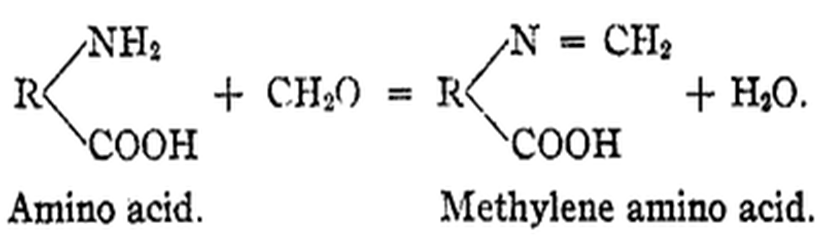 NH₂ N = CH₂
R + CH₂O = R + H₂O.
COOH COOH
Amino acid. Methylene amino acid.